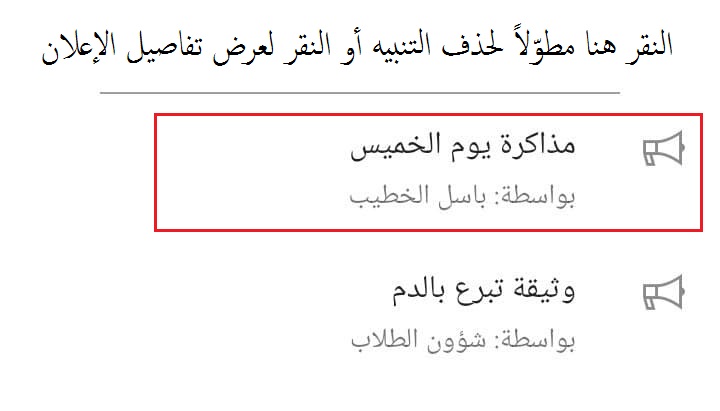 النقر هنا مطوّلاً لحذف التنبيه أو النقر لعرض تفاصيل الإعلان
مذاكرة يوم الخميس
بواسطة: باسل الخطيب
وثيقة تبرع بالدم
بواسطة: شؤون الطلاب